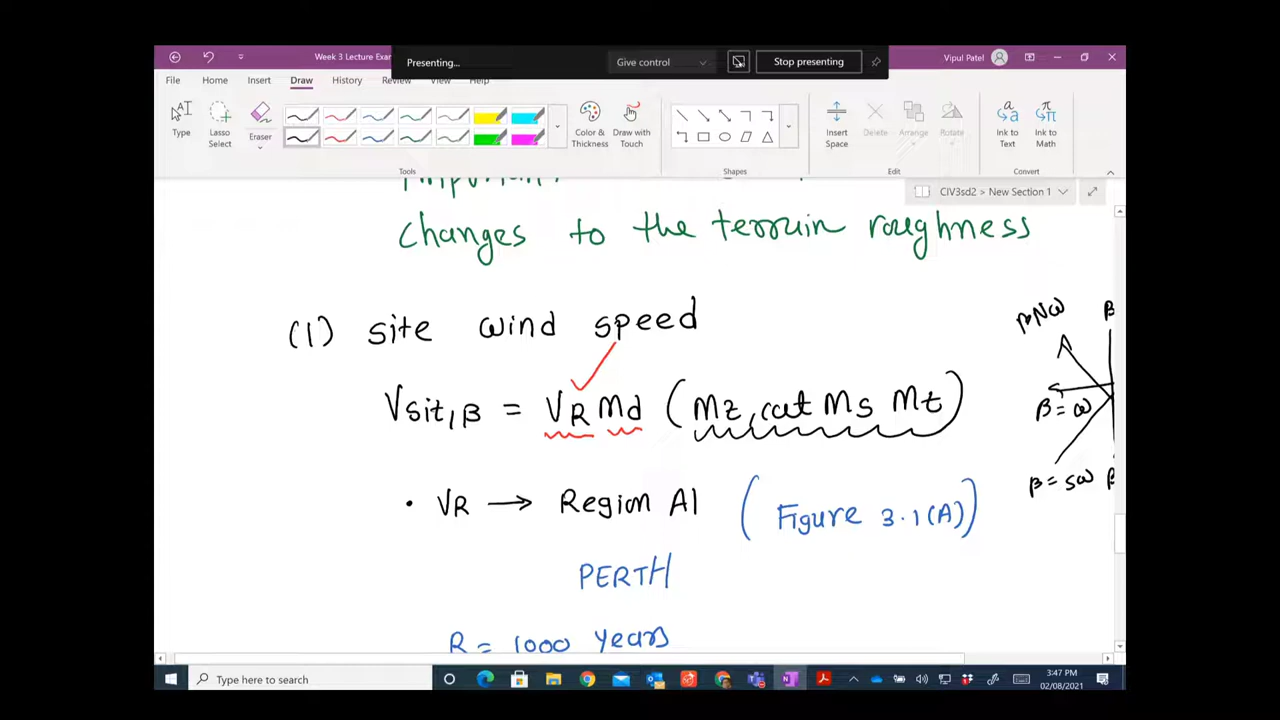 Week 3 Lecture Exa
Presenting...
Give control
Stop presenting
Vipul Patel
File
Home
Insert
Draw
History
Review
View
Help
Type
Lasso Select
Eraser
Color & Thickness
Draw with Touch
Shapes
Insert Space
Delete
Arrange
Rotate
Ink to Text
Ink to Math
Tools
Shapes
Edit
Convert
CIV3sd2 > New Section 1
changes to the terrain roughness
(1) site wind speed
Vsit,β = VR Md (Mz,cat Ms Mt)
β NW
β
β = W
β = SW
β
• VR → Region A1 (Figure 3.1(A))
PERTH
R = 1000 years
Type here to search
3:47 PM
02/08/2021